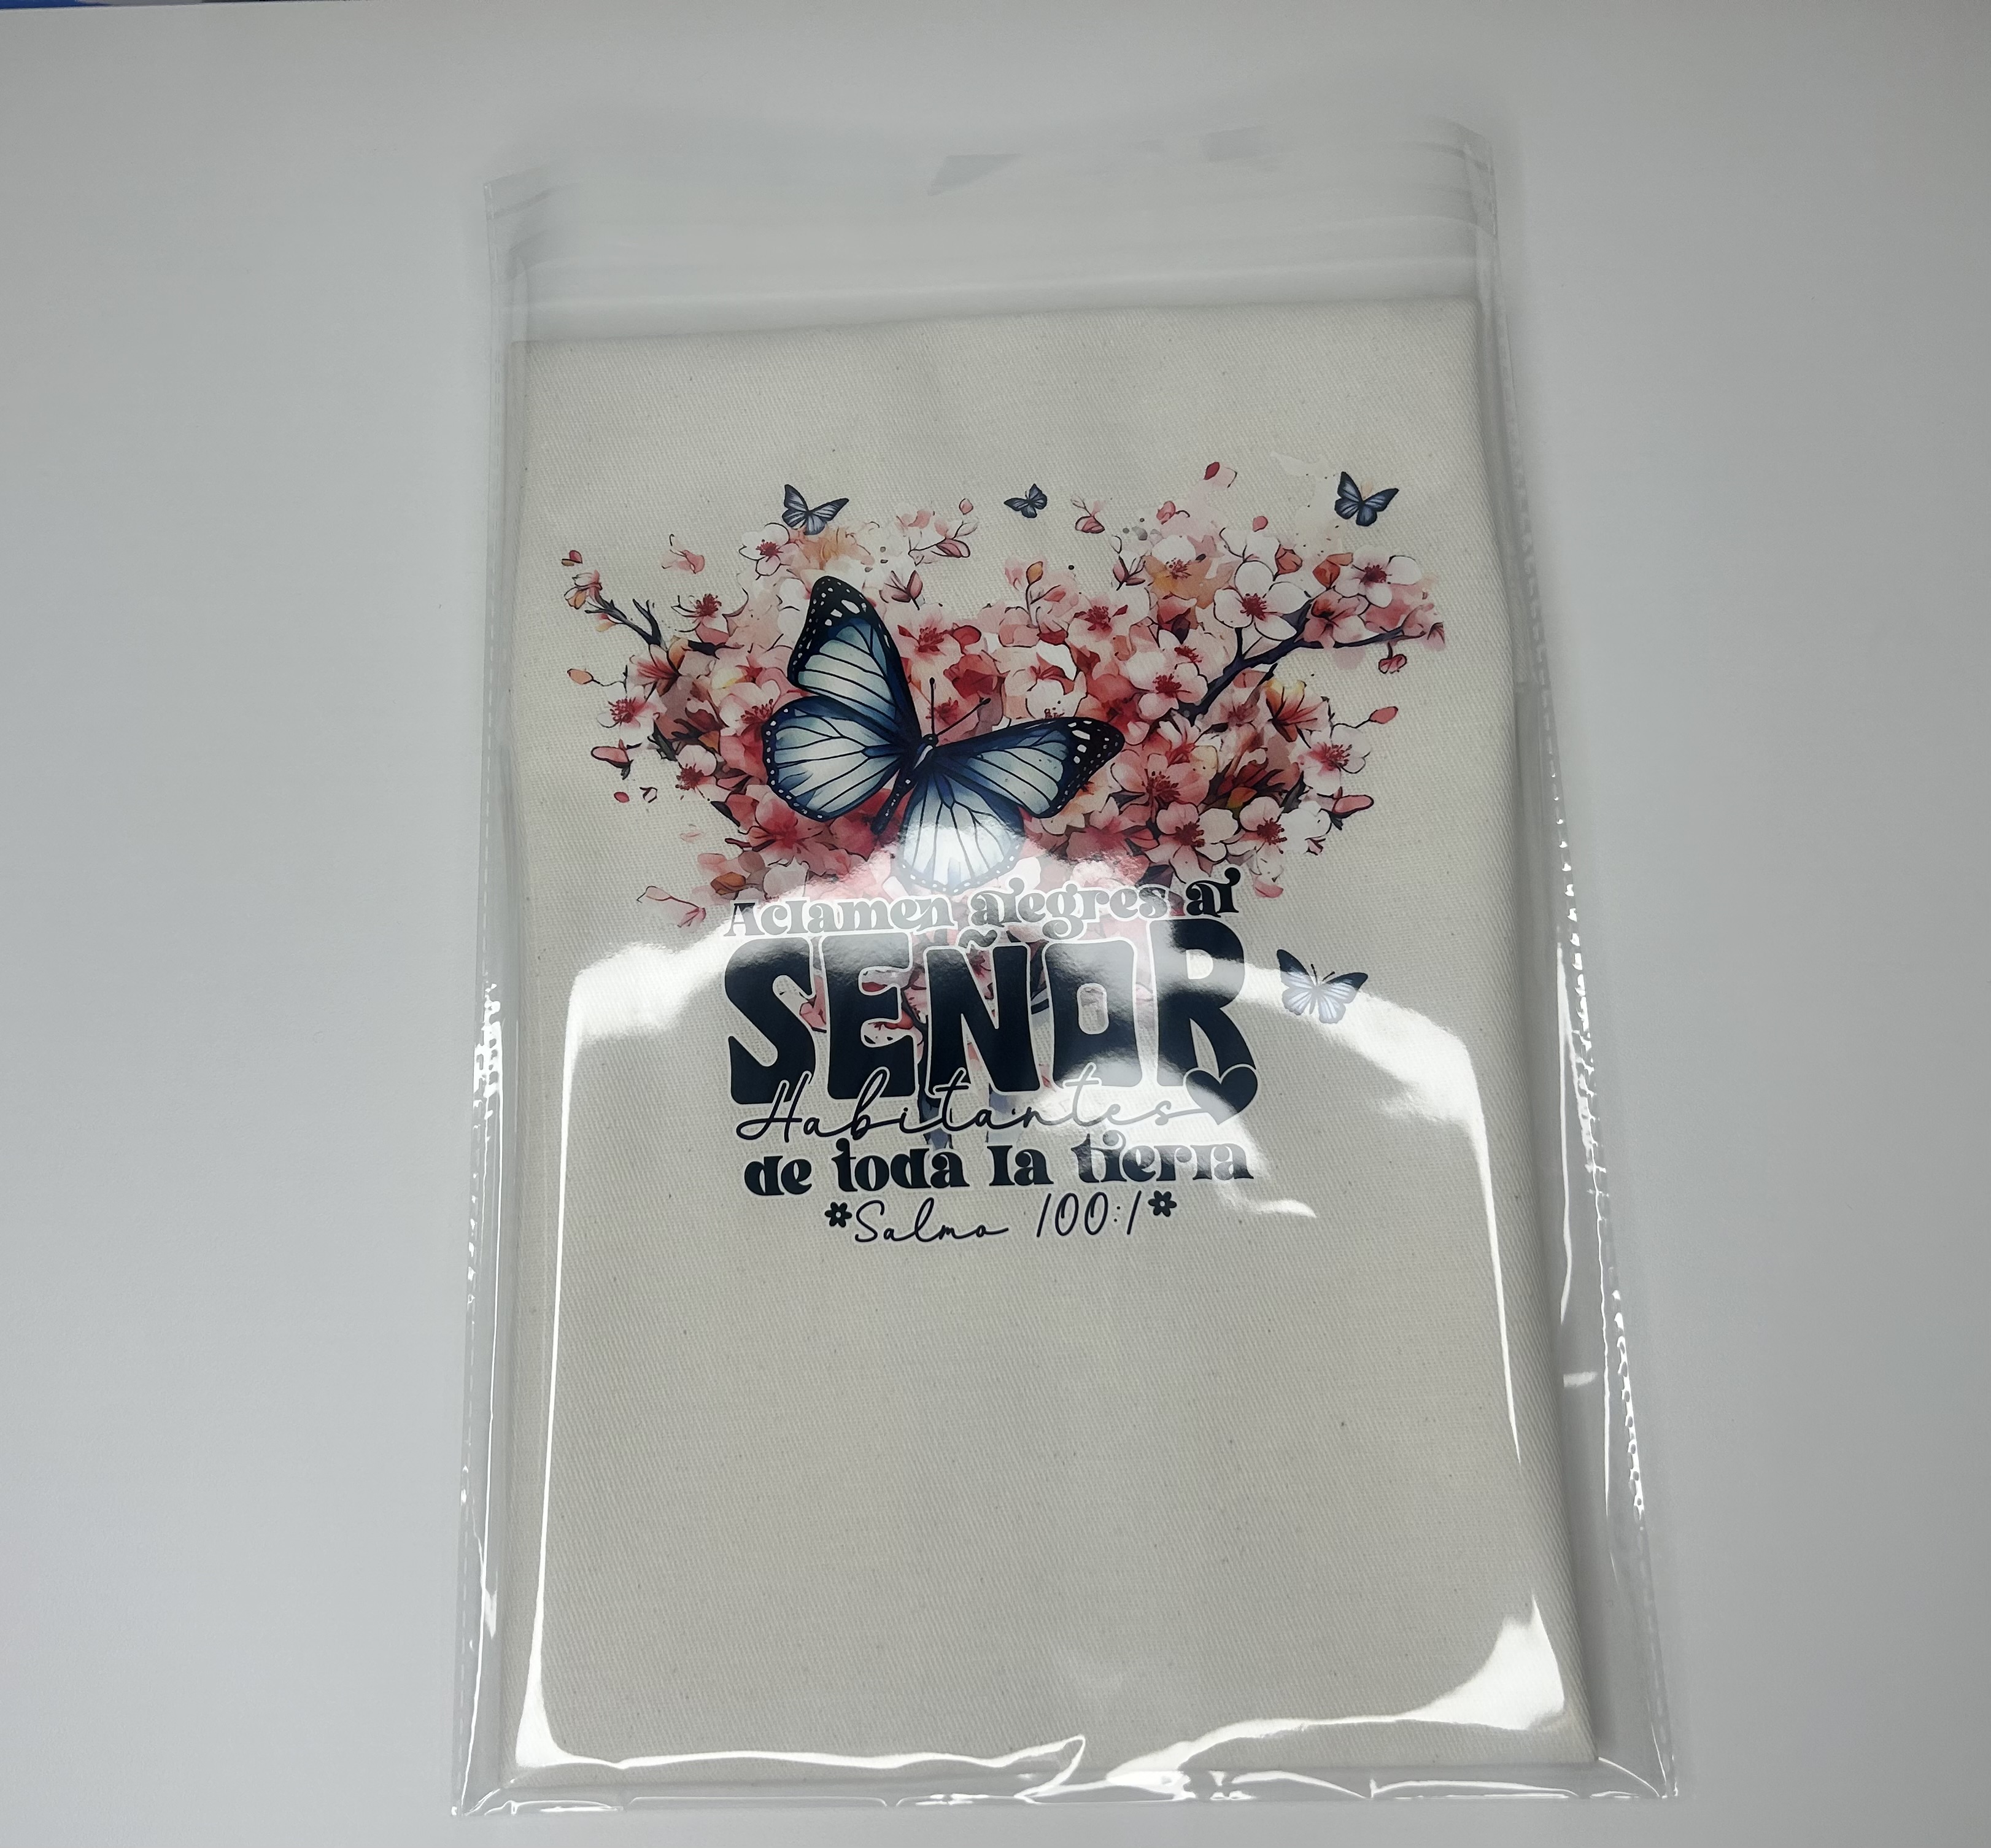 Aclamen alegres al
SEÑOR
Habitantes
de toda la tierra
*Salmo 100:1*